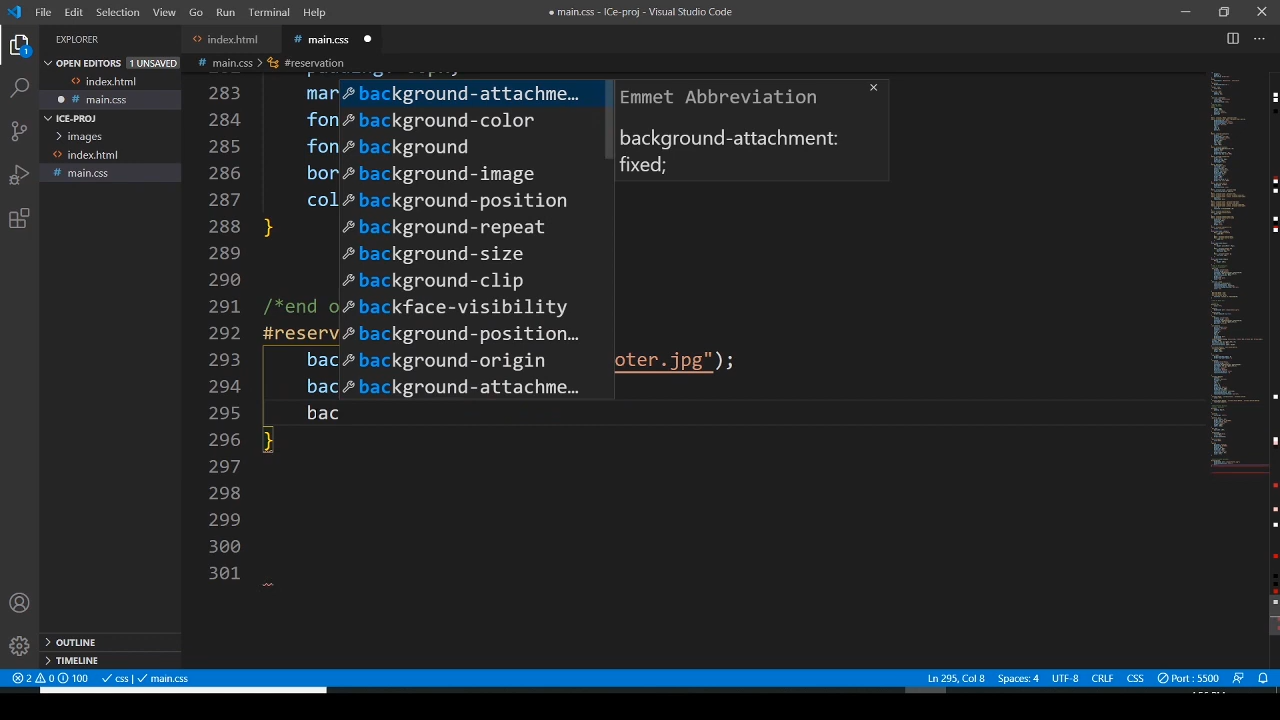 File Edit Selection View Go Run Terminal Help
● main.css - ICe-proj - Visual Studio Code
EXPLORER
index.html
main.css
OPEN EDITORS 1 UNSAVED
index.html
main.css
ICE-PROJ
images
index.html
main.css
OUTLINE
TIMELINE
main.css > #reservation
283 mar
284 fon
285 fon
286 bor
287 col
288 }
289
290
291 /*end o
292 #reserv
293 bac oter.jpg");
294 bac
295 bac
296 }
297
298
299
300
301
background-attachme…
background-color
background
background-image
background-position
background-repeat
background-size
background-clip
backface-visibility
background-position…
background-origin
background-attachme…
Emmet Abbreviation
background-attachment:
fixed;
2 0 100 css | main.css
Ln 295, Col 8 Spaces: 4 UTF-8 CRLF CSS Port : 5500